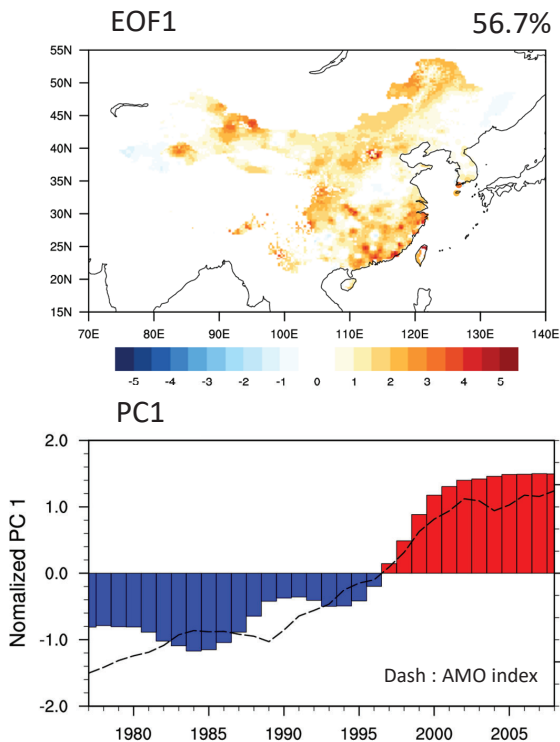 EOF1 56.7%
55N
50N
45N
40N
35N
30N
25N
20N
15N
70E 80E 90E 100E 110E 120E 130E 140E
-5 -4 -3 -2 -1 0 1 2 3 4 5
PC1
Nomalized PC 1
2.0
1.0
0.0
-1.0
-2.0
Dash : AMO index
1980 1985 1990 1995 2000 2005